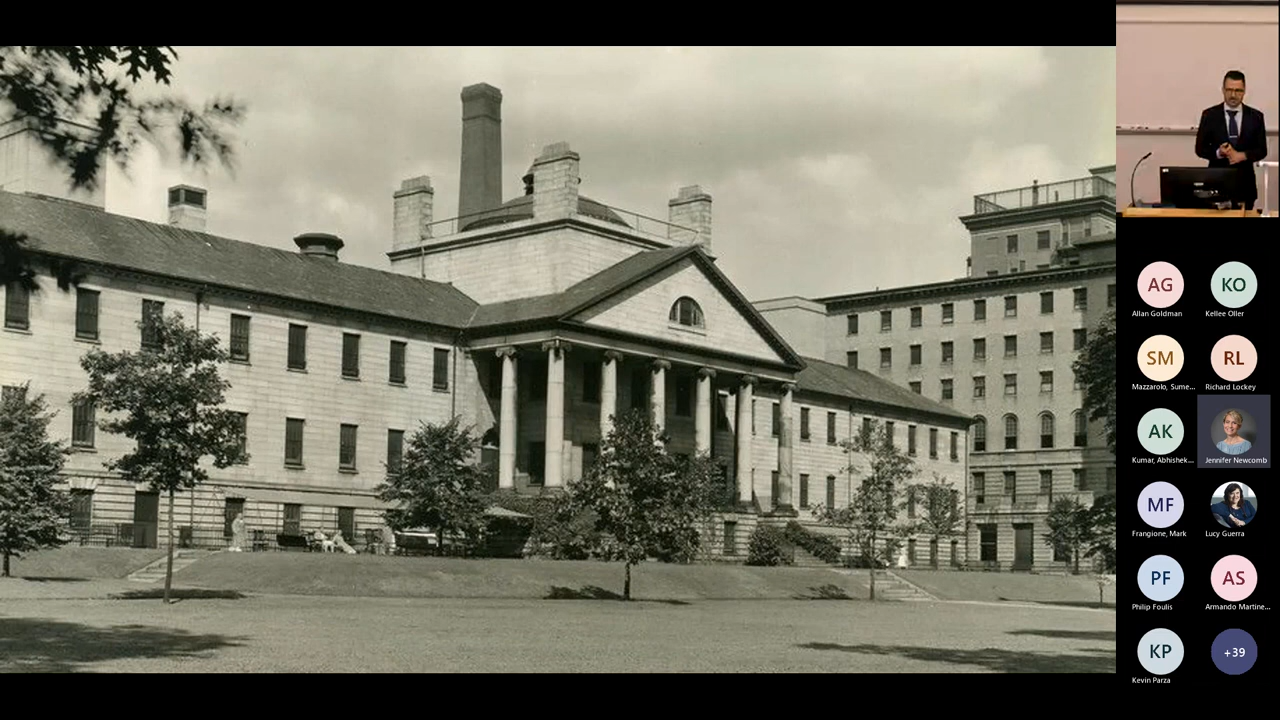 AG
KO
Allan Goldman
Kellee Oller
SM
RL
Mazzarolo, Sume...
Richard Lockey
AK
Kumar, Abhishek...
Jennifer Newcomb
MF
Frangione, Mark
Lucy Guerra
PF
AS
Philip Foulis
Armando Martine...
KP
+39
Kevin Parza